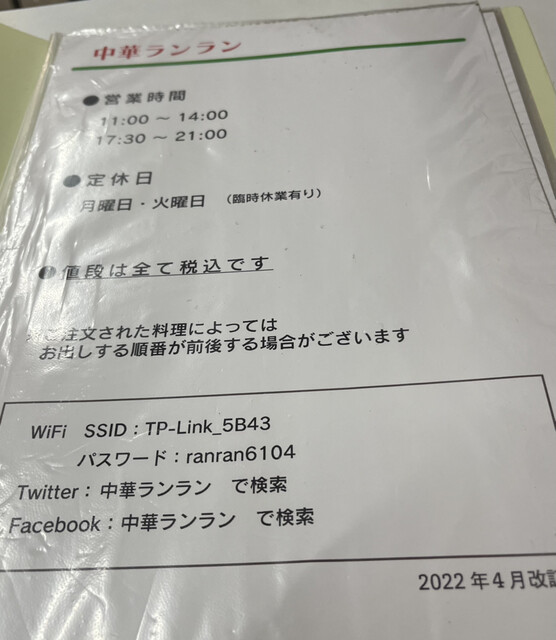 中華ランラン
●営業時間
11:00 ~ 14:00
17:30 ~ 21:00
●定休日
月曜日・火曜日 (臨時休業有り)
●値段は全て税込です
ご注文された料理によっては
お出しする順番が前後する場合がございます
WiFi SSID:TP-Link_5B43
パスワード:ranran6104
Twitter:中華ランラン で検索
Facebook:中華ランラン で検索
2022年4月改訂